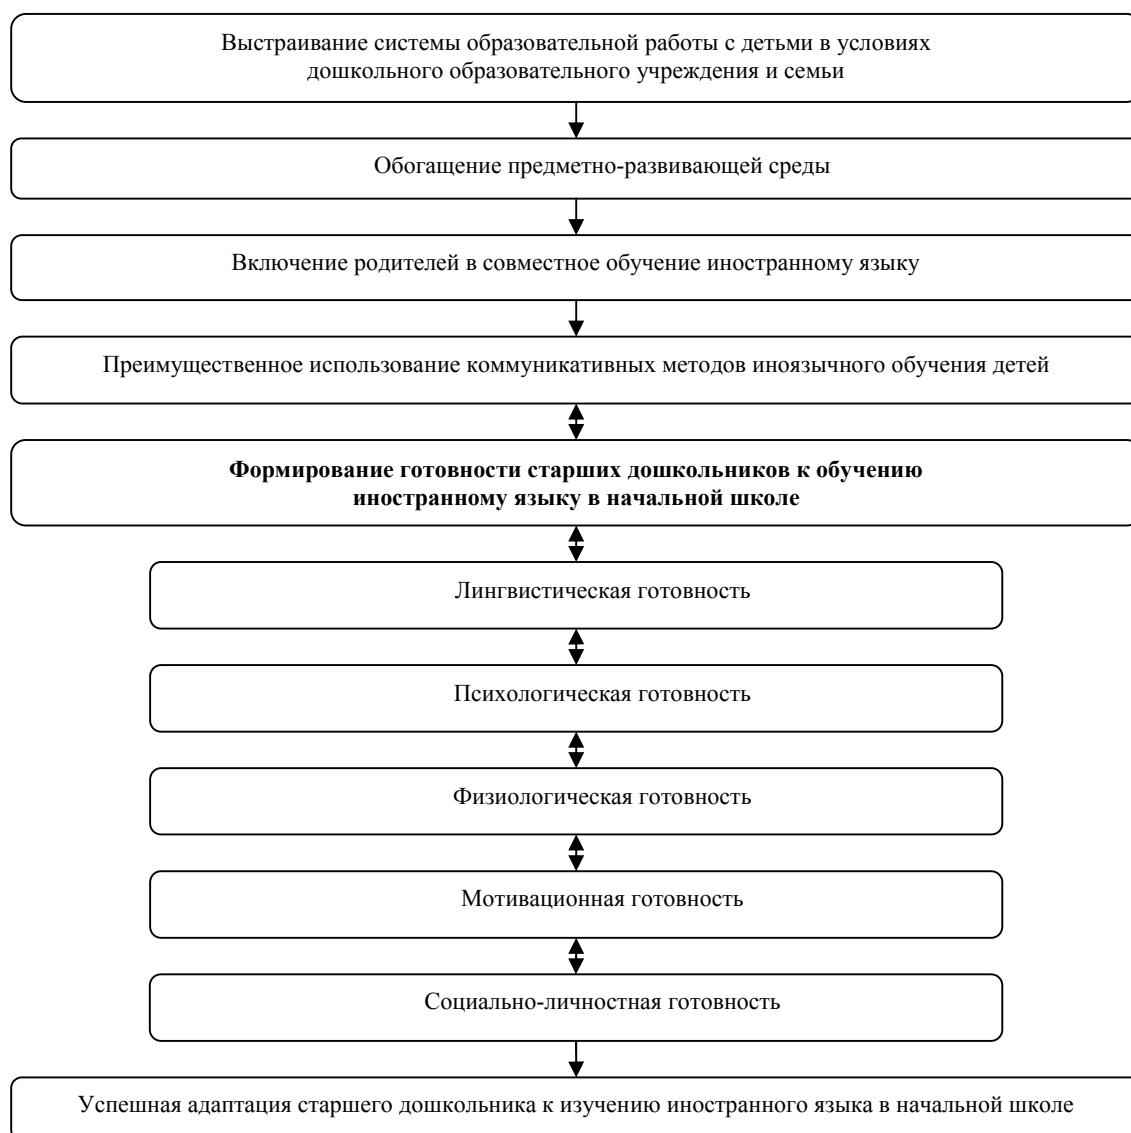 Выстраивание системы образовательной работы с детьми в условиях
дошкольного образовательного учреждения и семьи
Обогащение предметно-развивающей среды
Включение родителей в совместное обучение иностранному языку
Преимущественное использование коммуникативных методов иноязычного обучения детей
Формирование готовности старших дошкольников к обучению
иностранному языку в начальной школе
Лингвистическая готовность
Психологическая готовность
Физиологическая готовность
Мотивационная готовность
Социально-личностная готовность
Успешная адаптация старшего дошкольника к изучению иностранного языка в начальной школе